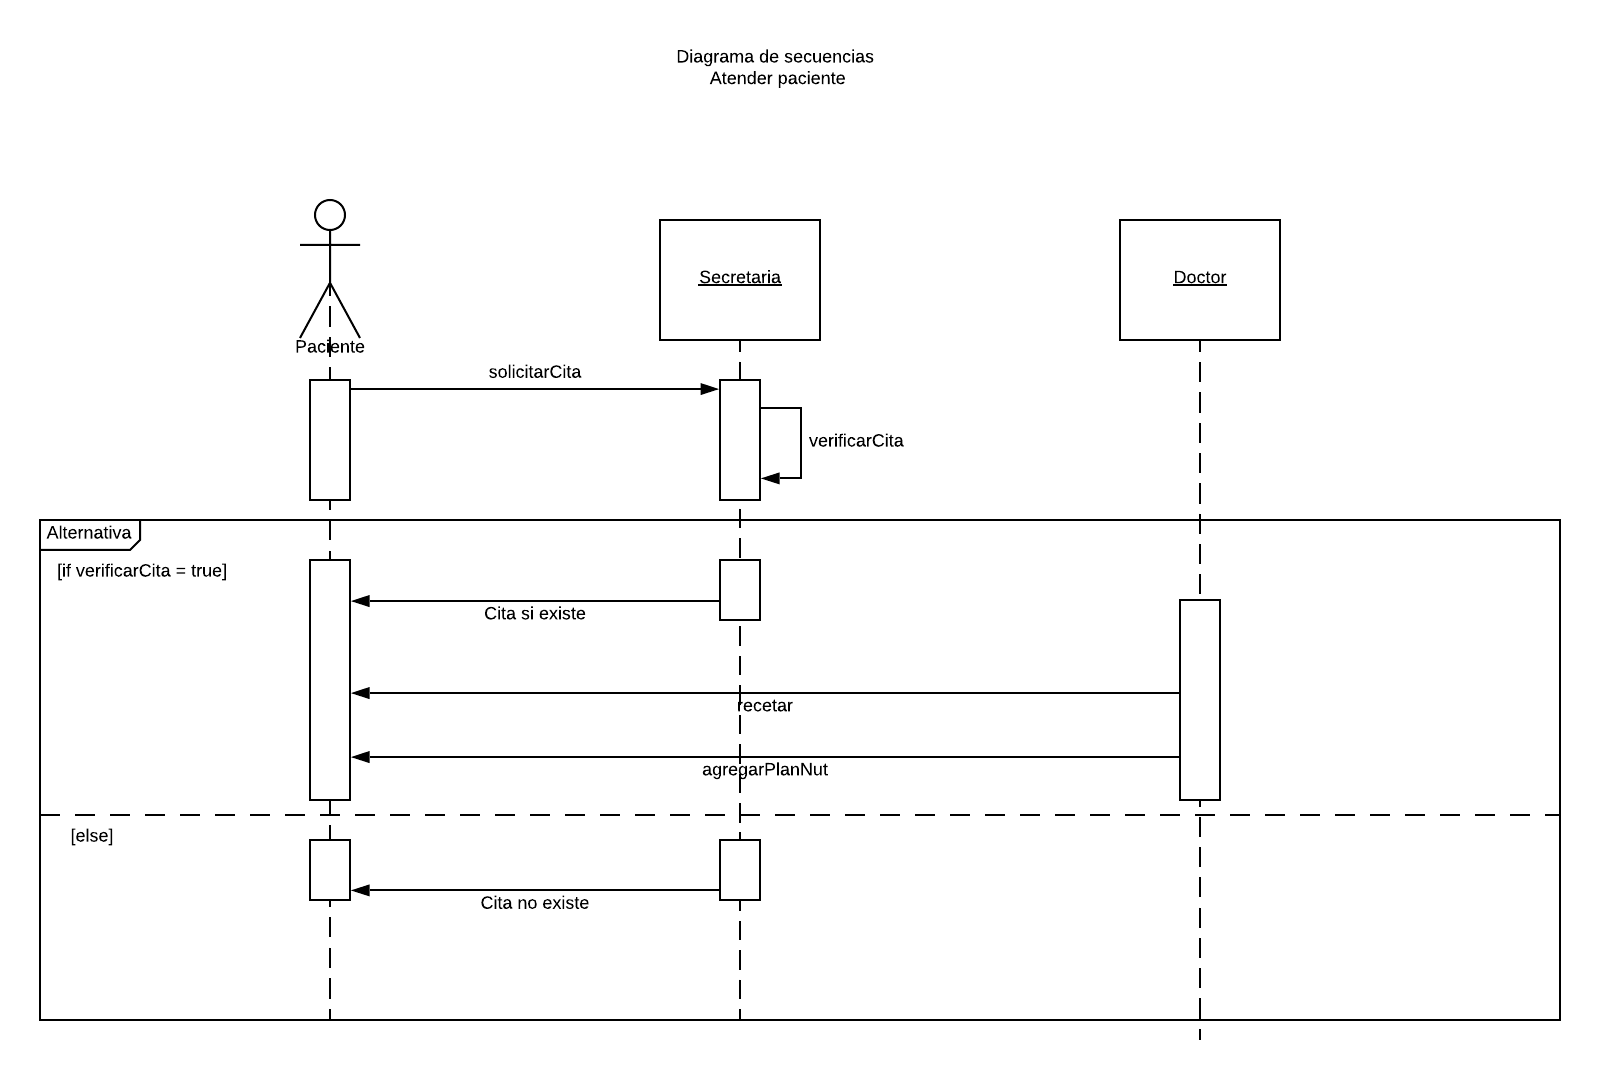 Diagrama de secuencias
Atender paciente
Secretaria
Doctor
Paciente
solicitarCita
verificarCita
Alternativa
[if verificarCita = true]
Cita si existe
recetar
agregarPlanNut
[else]
Cita no existe